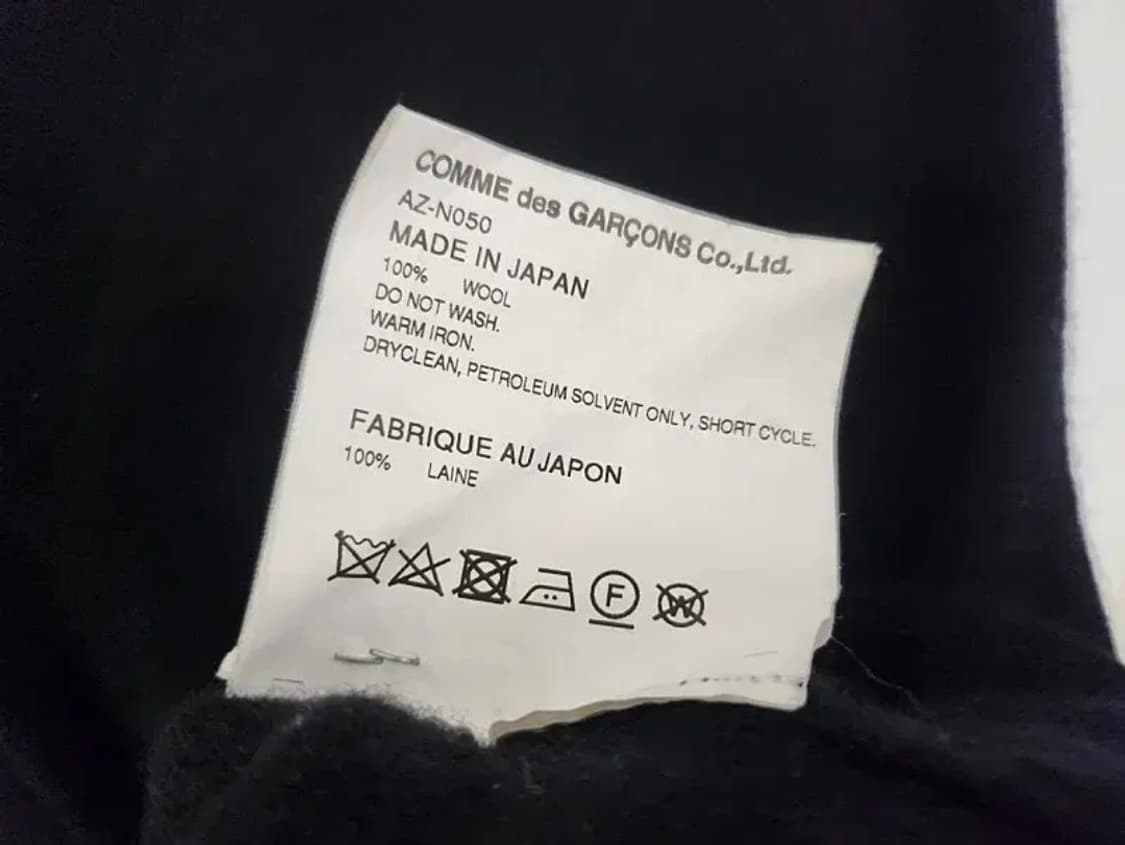 COMME des GARÇONS Co.,Ltd.
AZ-N050
MADE IN JAPAN
100% WOOL
DO NOT WASH.
WARM IRON.
DRYCLEAN, PETROLEUM SOLVENT ONLY, SHORT CYCLE.
FABRIQUE AU JAPON
100% LAINE
F W